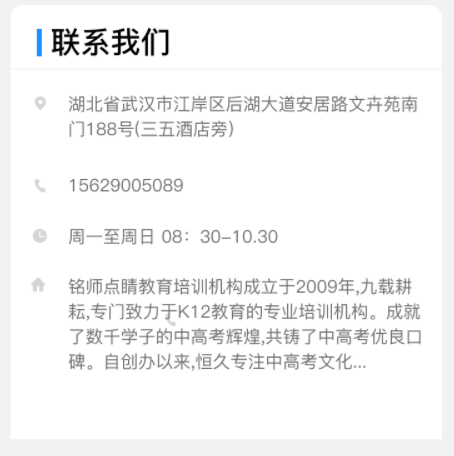 联系我们
湖北省武汉市江岸区后湖大道安居路文卉苑南
门188号(三五酒店旁)
15629005089
周一至周日 08：30-10.30
铭师点睛教育培训机构成立于2009年,九载耕
耘,专门致力于K12教育的专业培训机构。成就
了数千学子的中高考辉煌,共铸了中高考优良口
碑。自创办以来,恒久专注中高考文化...